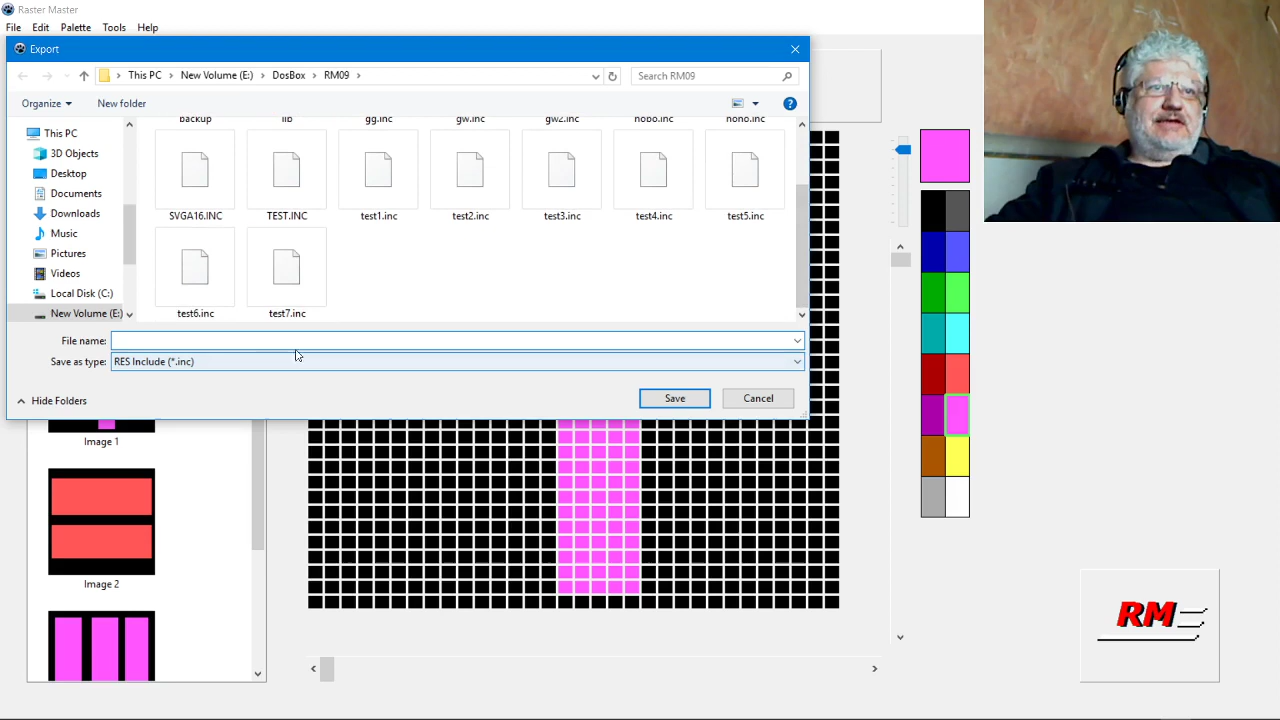 Raster Master
File Edit Palette Tools Help
Export
This PC > New Volume (E:) > DosBox > RM09 >
Search RM09
Organize
New folder
This PC
3D Objects
Desktop
Documents
Downloads
Music
Pictures
Videos
Local Disk (C:)
New Volume (E:)
backup lib gg.inc gw.inc gw2.inc hobo.inc hoho.inc
SVGA16.INC TEST.INC test1.inc test2.inc test3.inc test4.inc test5.inc
test6.inc test7.inc
File name:
Save as type: RES Include (*.inc)
Hide Folders
Save
Cancel
Image 1
Image 2
RM